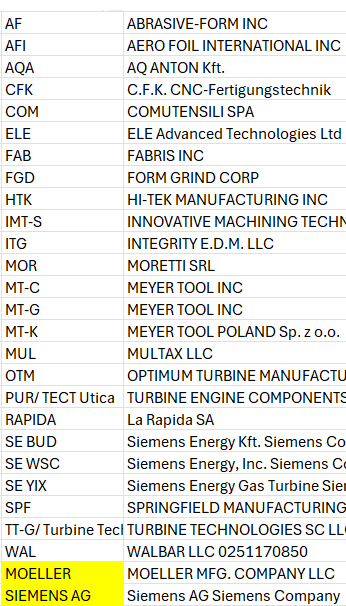 AF ABRASIVE-FORM INC
AFI AERO FOIL INTERNATIONAL INC
AQA AQ ANTON Kft.
CFK C.F.K. CNC-Fertigungstechnik
COM COMUTENSILI SPA
ELE ELE Advanced Technologies Ltd
FAB FABRIS INC
FGD FORM GRIND CORP
HTK HI-TEK MANUFACTURING INC
IMT-S INNOVATIVE MACHINING TECHN
ITG INTEGRITY E.D.M. LLC
MOR MORETTI SRL
MT-C MEYER TOOL INC
MT-G MEYER TOOL INC
MT-K MEYER TOOL POLAND Sp. z o.o.
MUL MULTAX LLC
OTM OPTIMUM TURBINE MANUFACTU
PUR/ TECT Utica TURBINE ENGINE COMPONENTS
RAPIDA La Rapida SA
SE BUD Siemens Energy Kft. Siemens Co
SE WSC Siemens Energy, Inc. Siemens C
SE YIX Siemens Energy Gas Turbine Sie
SPF SPRINGFIELD MANUFACTURING
TT-G/ Turbine Tecl TURBINE TECHNOLOGIES SC LL
WAL WALBAR LLC 0251170850
MOELLER MOELLER MFG. COMPANY LLC
SIEMENS AG Siemens AG Siemens Company